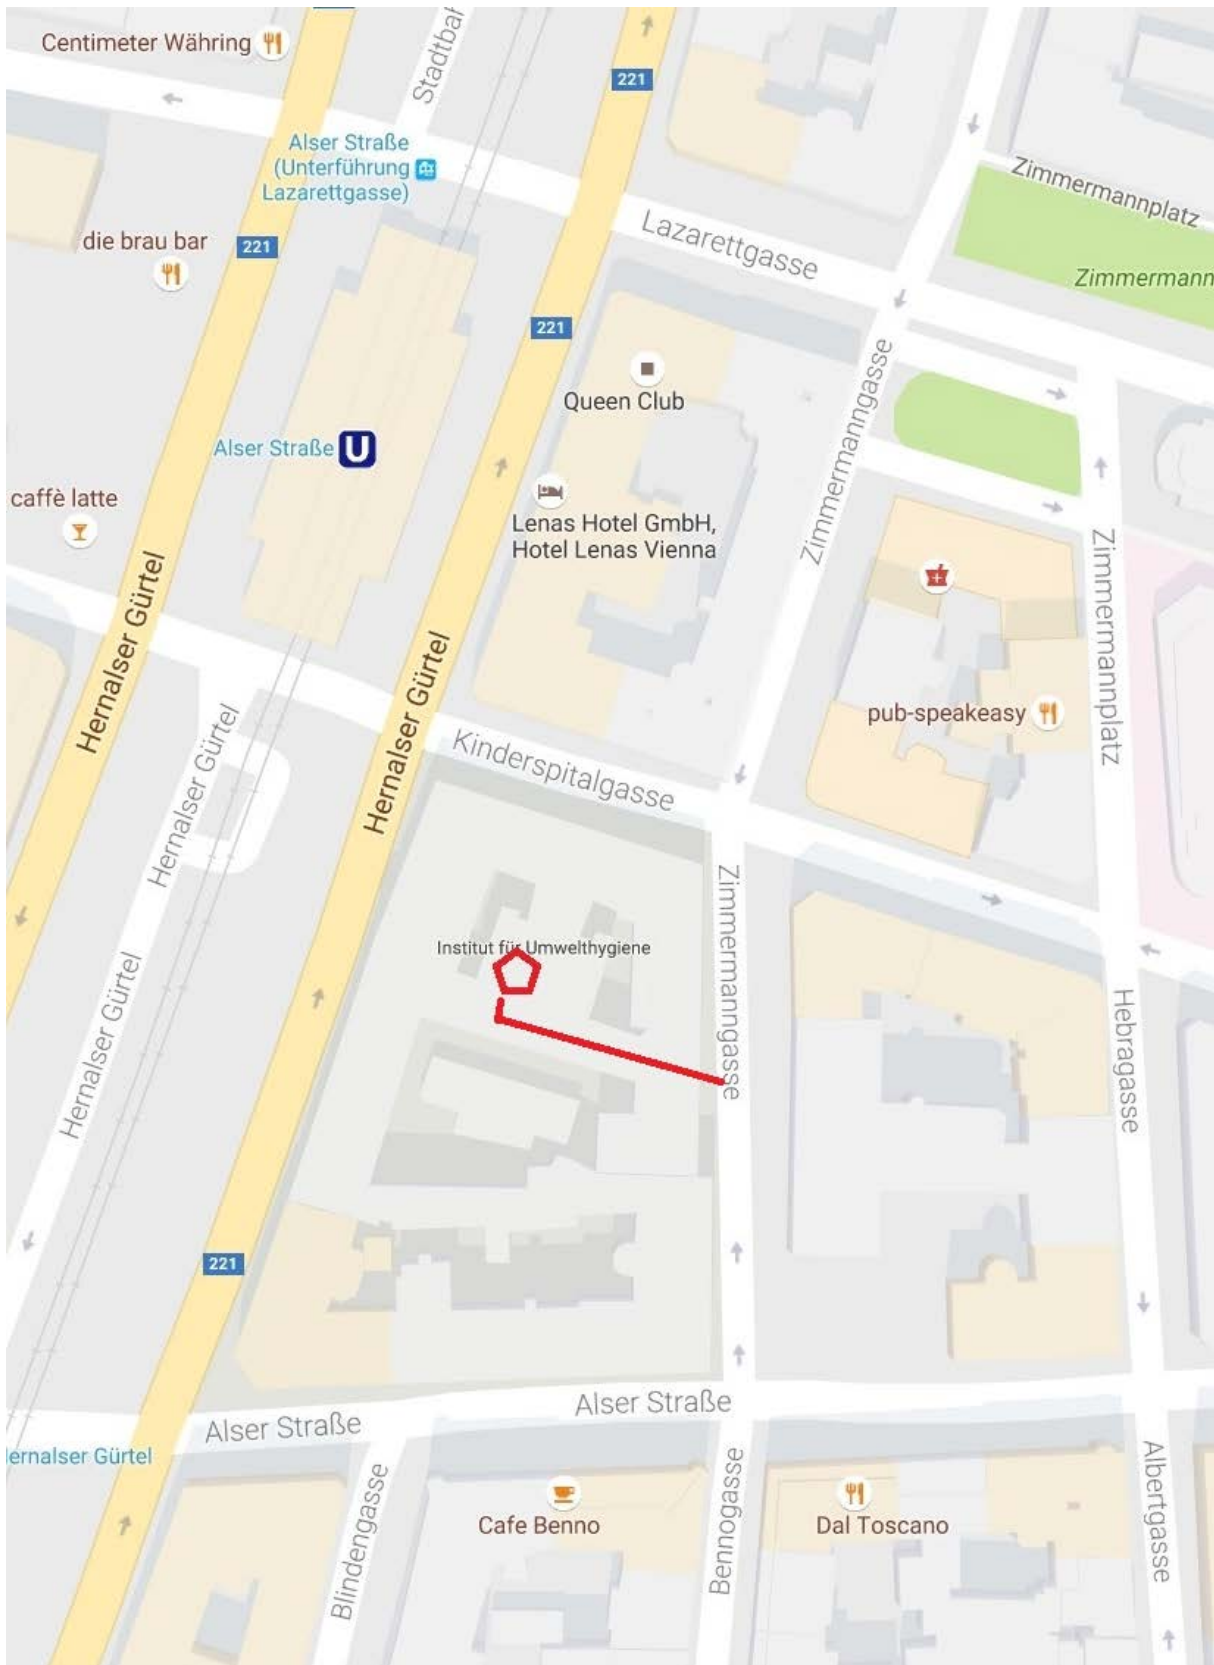 Centimeter Währing
221
Alser Straße
(Unterführung
Lazarettgasse)
Zimmermannplatz
Lazarettgasse
die brau bar
221
Zimmermann
221
Queen Club
Zimmermanngasse
Alser Straße
U
caffè latte
Lenas Hotel GmbH,
Hotel Lenas Vienna
Hernalser Gürtel
Zimmermannplatz
Hernalser Gürtel
pub-speakeasy
Hernalser Gürtel
Kinderspitalgasse
Zimmermanngasse
Institut für Umwelthygiene
Hernalser Gürtel
Hebragasse
221
Alser Straße
Alser Straße
ernalser Gürtel
Blindengasse
Cafe Benno
Bennogasse
Dal Toscano
Albertgasse